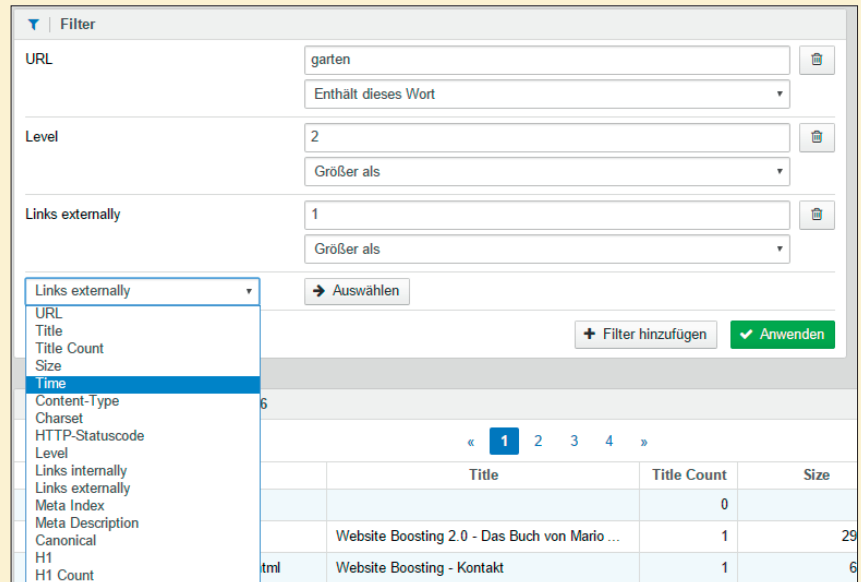 Filter
URL
garten
Enthält dieses Wort
Level
2
Größer als
Links externally
1
Größer als
Links externally
Auswählen
URL
Title
Title Count
Size
Time
Content-Type
Charset
HTTP-Statuscode
Level
Links internally
Links externally
Meta Index
Meta Description
Canonical
H1
H1 Count
+ Filter hinzufügen
Anwenden
6
« 1 2 3 4 »
Title Title Count Size
0
Website Boosting 2.0 - Das Buch von Mario ... 1 29
tml Website Boosting - Kontakt 1 6